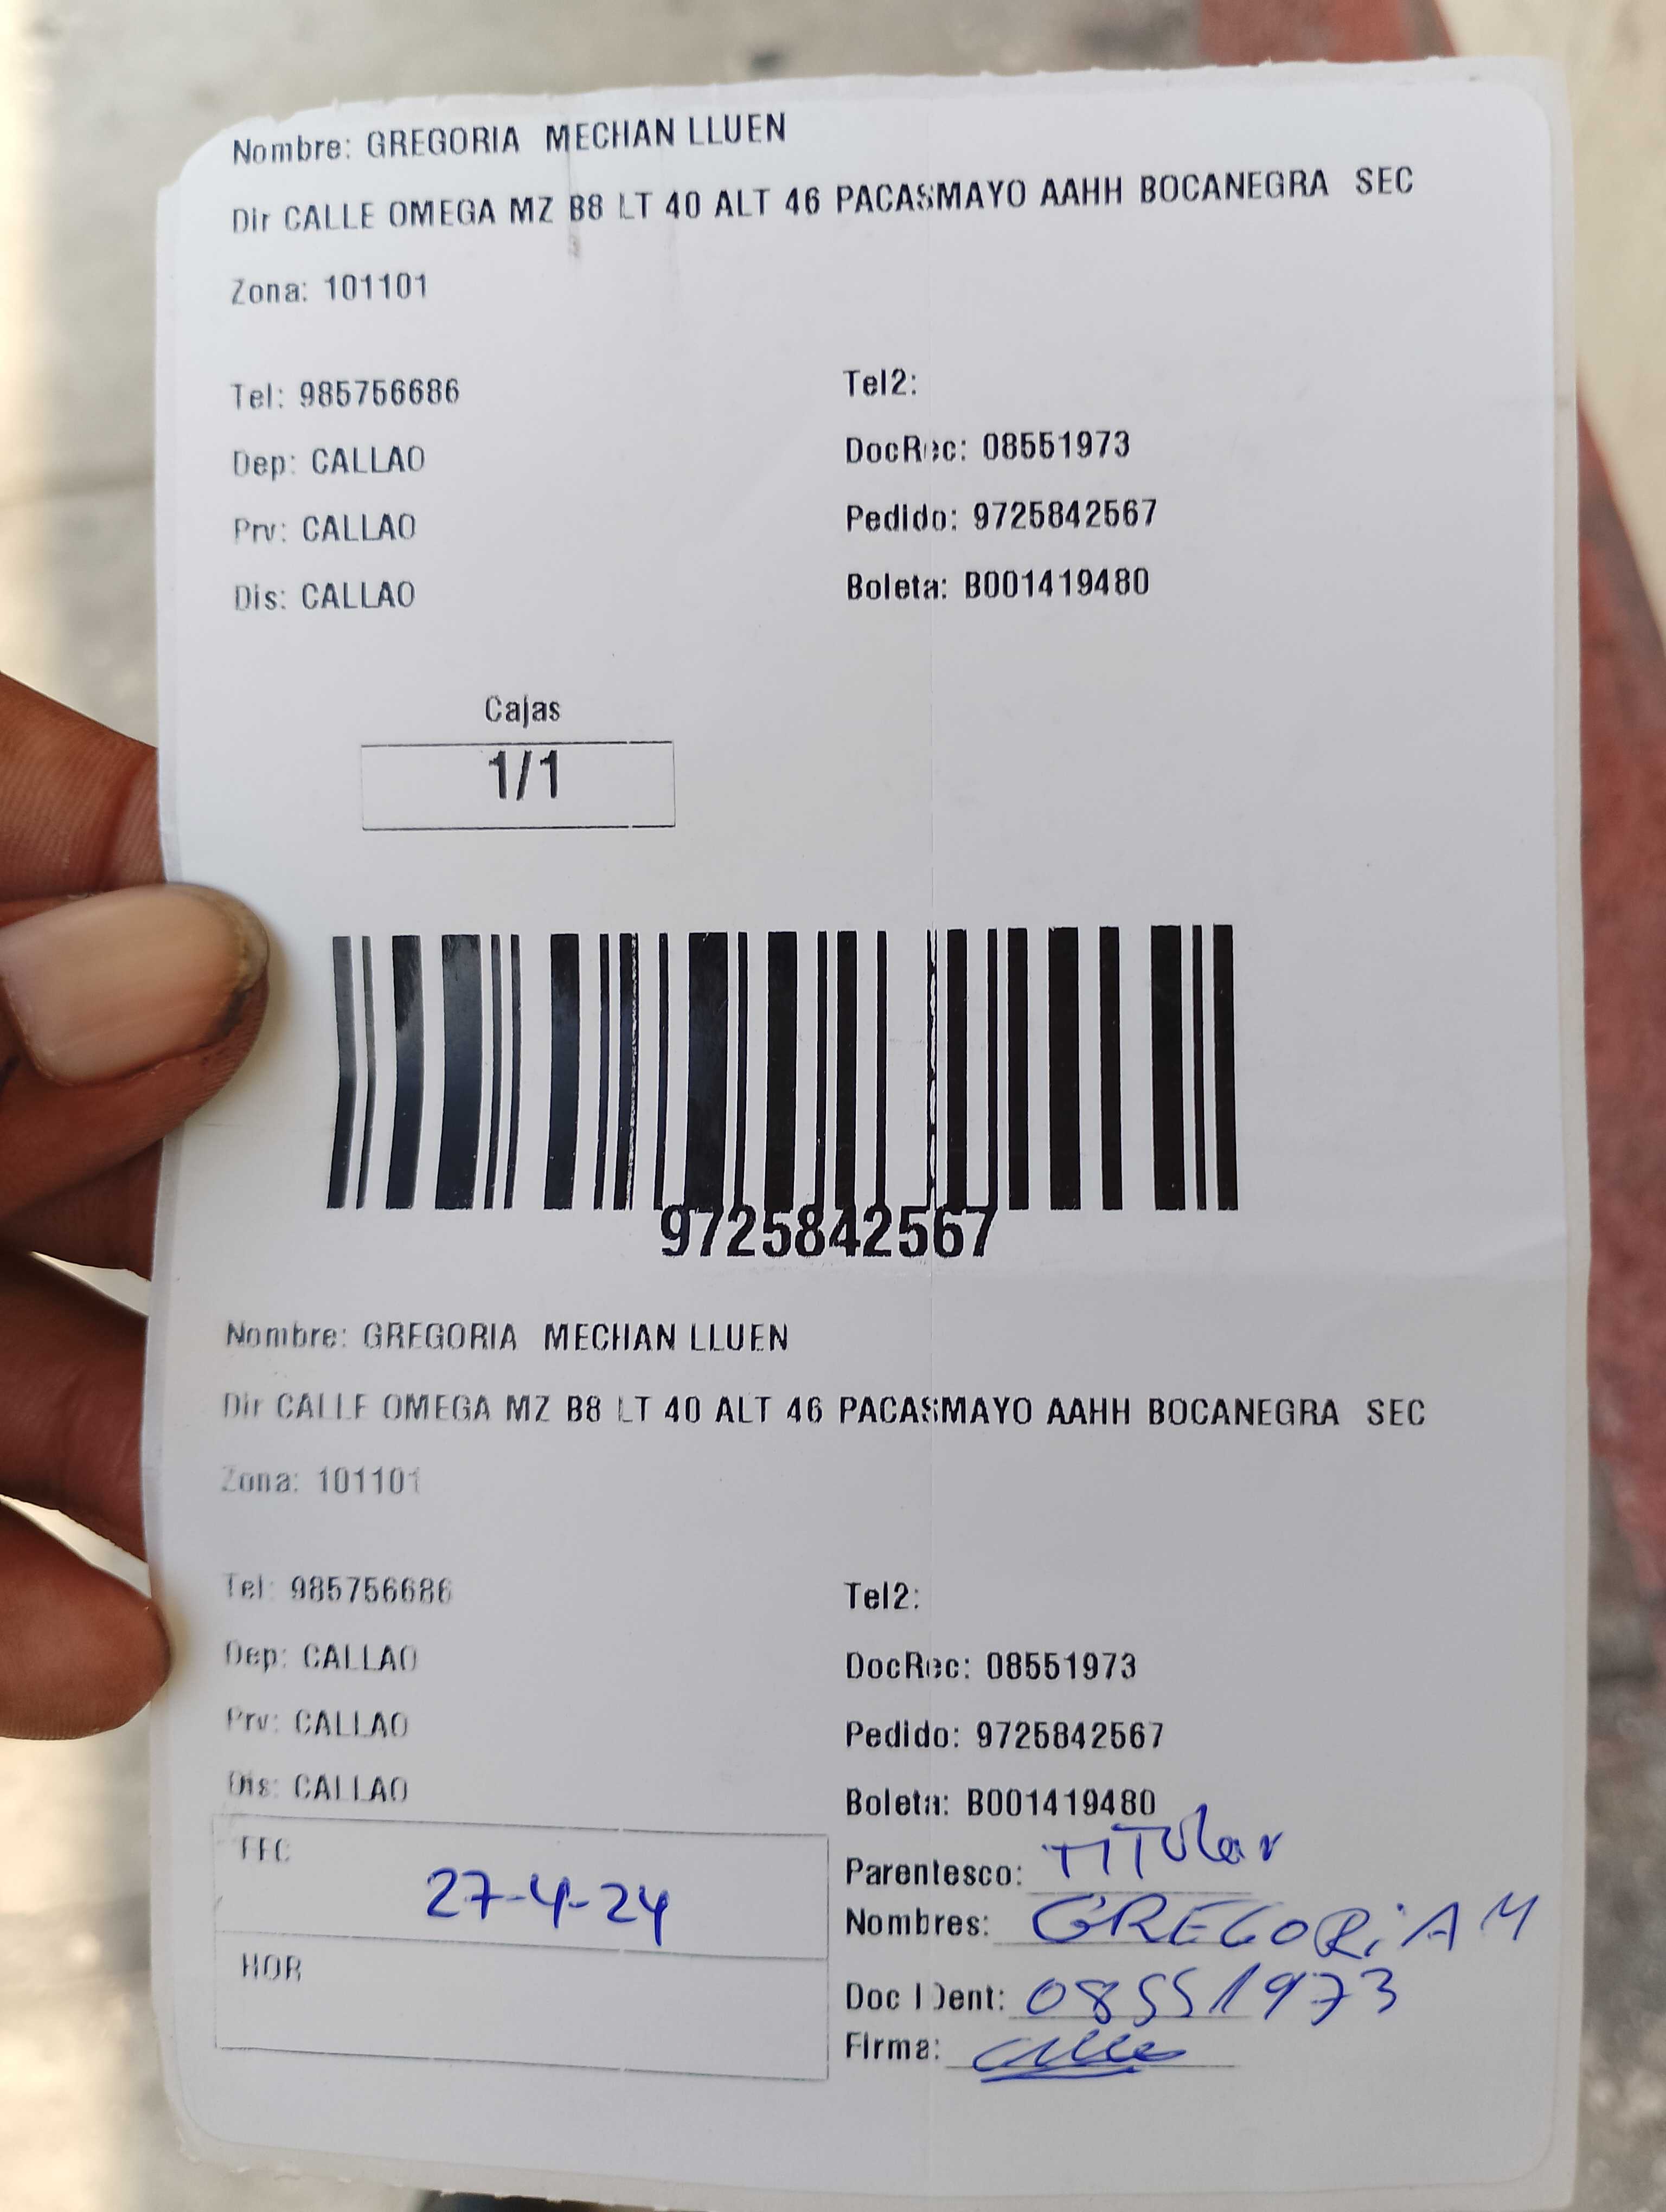 Nombre: GREGORIA MECHAN LLUEN
Dir CALLE OMEGA MZ B8 LT 40 ALT 46 PACASMAYO AAHH BOCANEGRA SEC
Zona: 101101
Tel: 985756686 Tel2:
Dep: CALLAO DocRec: 08551973
Prv: CALLAO Pedido: 9725842567
Dis: CALLAO Boleta: B001419480
Cajas
1/1
9725842567
Nombre: GREGORIA MECHAN LLUEN
Dir CALLE OMEGA MZ B8 LT 40 ALT 46 PACASMAYO AAHH BOCANEGRA SEC
Zona: 101101
Tel: 985756686 Tel2:
Dep: CALLAO DocRec: 08551973
Prv: CALLAO Pedido: 9725842567
Dis: CALLAO Boleta: B001419480
FEC 27-4-24 Parentesco: TITULar
Nombres: GREGORIA M
HOR Doc IDent: 08551973
Firma: